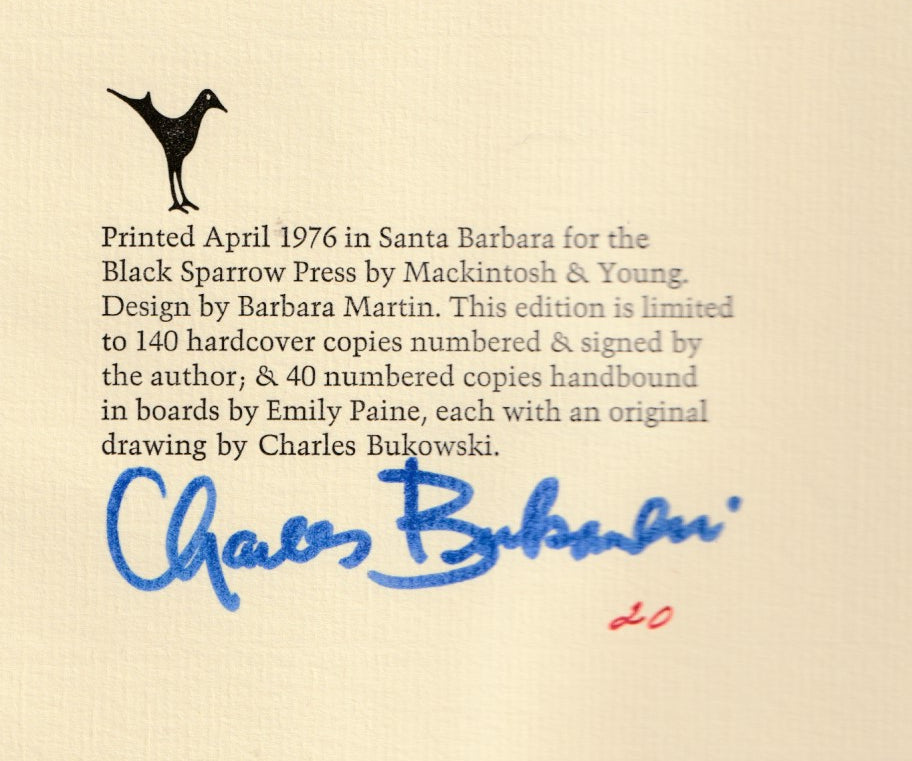 Printed April 1976 in Santa Barbara for the
Black Sparrow Press by Mackintosh & Young.
Design by Barbara Martin. This edition is limited
to 140 hardcover copies numbered & signed by
the author; & 40 numbered copies handbound
in boards by Emily Paine, each with an original
drawing by Charles Bukowski.
Charles Bukowski
20